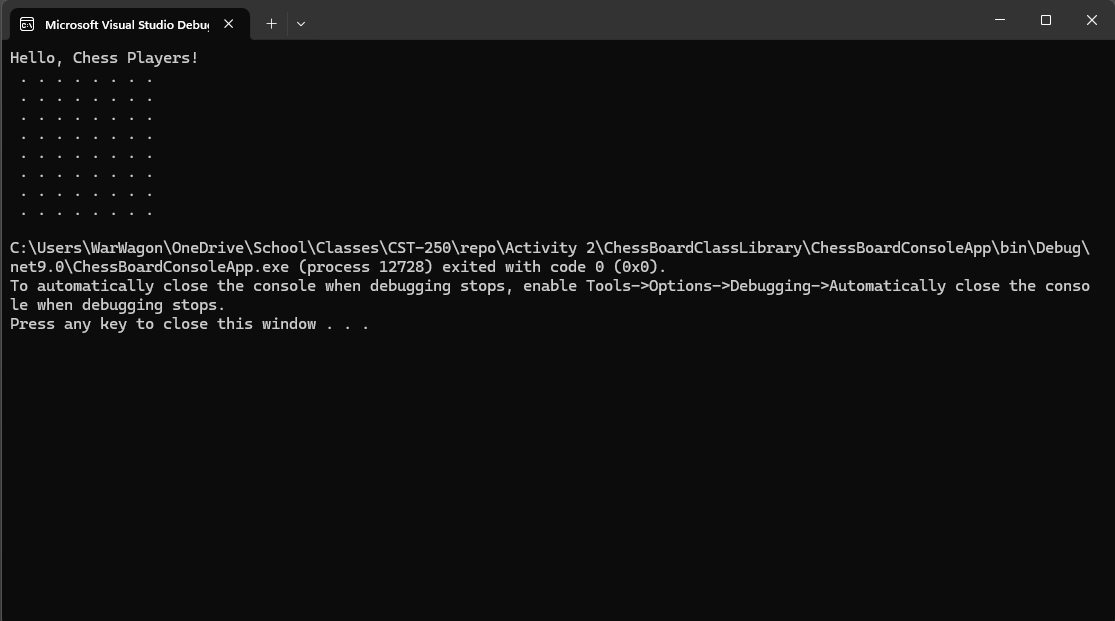 Microsoft Visual Studio Debu
Hello, Chess Players!
. . . . . . . .
. . . . . . . .
. . . . . . . .
. . . . . . . .
. . . . . . . .
. . . . . . . .
. . . . . . . .
. . . . . . . .
C:\Users\WarWagon\OneDrive\School\Classes\CST-250\repo\Activity 2\ChessBoardClassLibrary\ChessBoardConsoleApp\bin\Debug\
net9.0\ChessBoardConsoleApp.exe (process 12728) exited with code 0 (0x0).
To automatically close the console when debugging stops, enable Tools->Options->Debugging->Automatically close the conso
le when debugging stops.
Press any key to close this window . . .